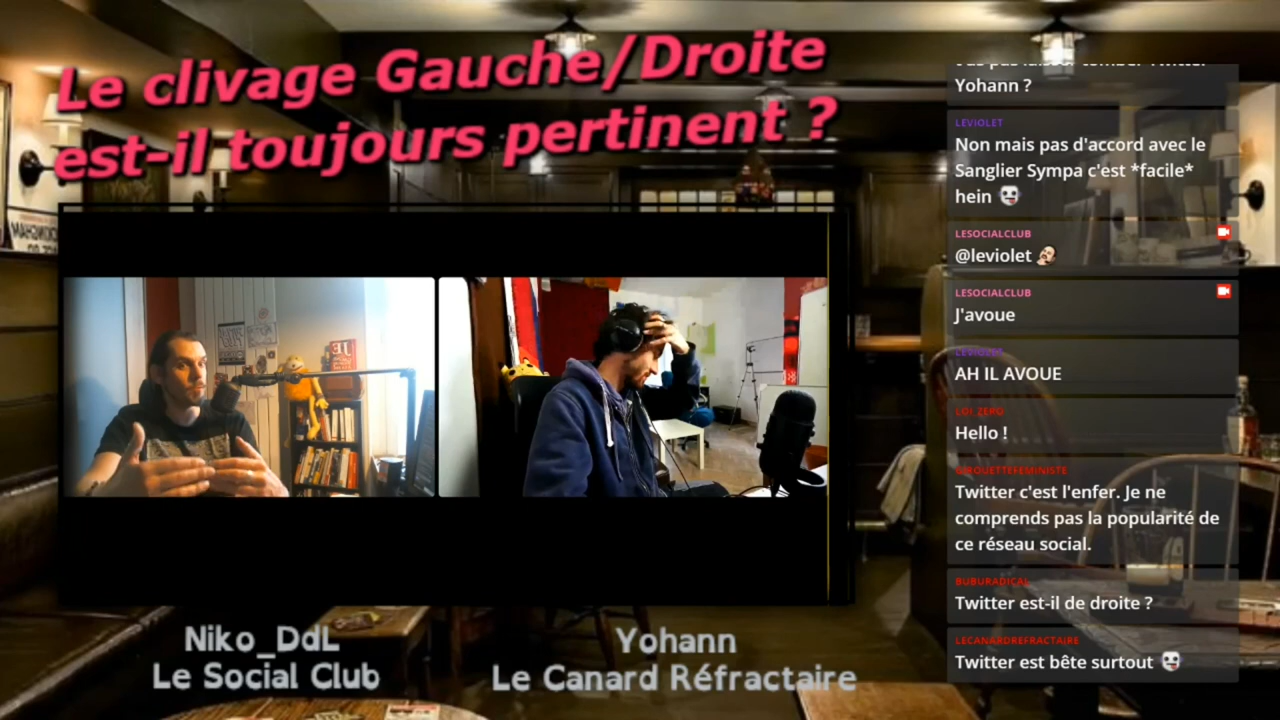 Le clivage Gauche/Droite
est-il toujours pertinent ?
Niko_DdL
Le Social Club
Yohann
Le Canard Réfractaire
Yohann ?
LEVIOLET
Non mais pas d'accord avec le
Sanglier Sympa c'est *facile*
hein
LESOCIALCLUB
@leviolet
LESOCIALCLUB
J'avoue
LEVIOLET
AH IL AVOUE
LOI_ZERO
Hello !
GIROUETTEFEMINISTE
Twitter c'est l'enfer. Je ne
comprends pas la popularité de
ce réseau social.
BUBURADICAL
Twitter est-il de droite ?
LECANARDREFRACTAIRE
Twitter est bête surtout